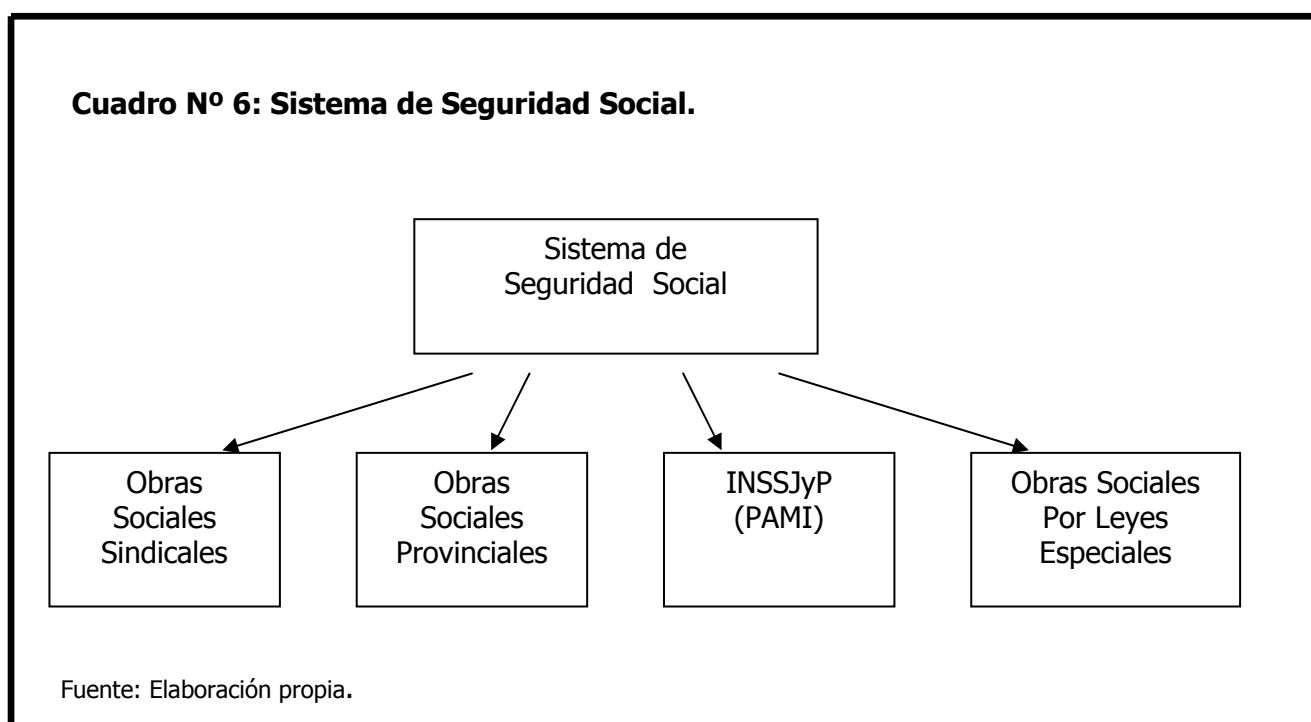 Cuadro Nº 6: Sistema de Seguridad Social.
Sistema de
Seguridad Social
Obras
Sociales
Sindicales
Obras
Sociales
Provinciales
INSSJyP
(PAMI)
Obras Sociales
Por Leyes
Especiales
Fuente: Elaboración propia.